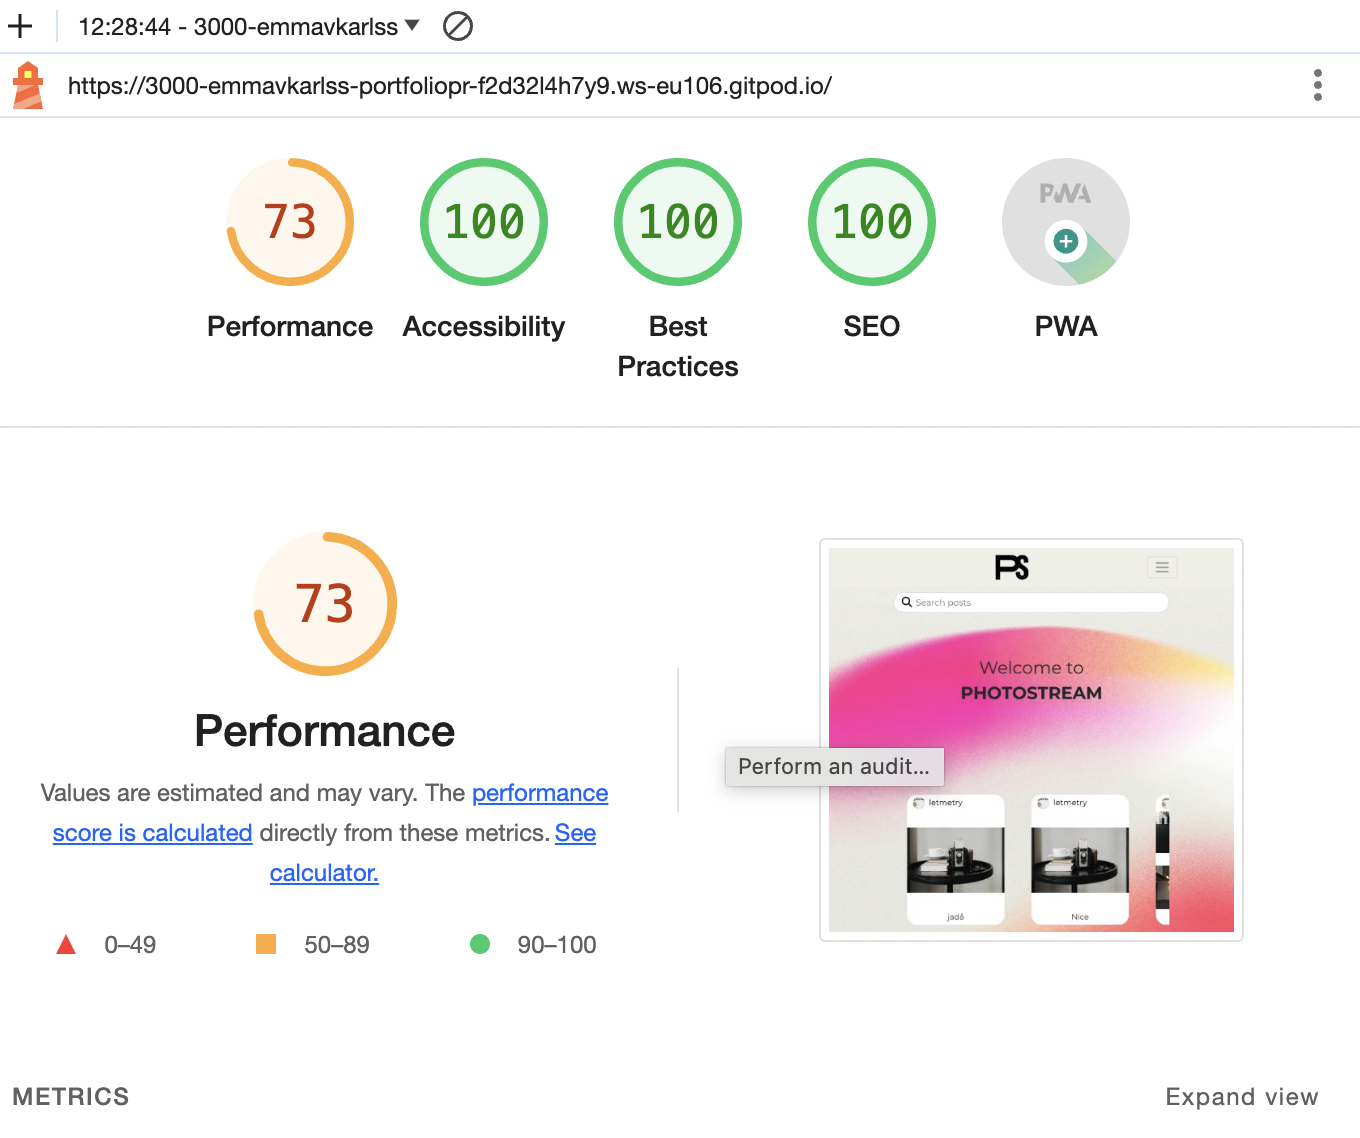 12:28:44 - 3000-emmavkarlss
https://3000-emmavkarlss-portfoliopr-f2d32l4h7y9.ws-eu106.gitpod.io/
73
100
100
100
PWA
Performance
Accessibility
Best
Practices
SEO
PWA
73
Performance
Values are estimated and may vary. The performance
score is calculated directly from these metrics. See
calculator.
0–49
50–89
90–100
PS
Search posts
Welcome to
PHOTOSTREAM
Perform an audit...
letmetry
letmetry
jadå
Nice
METRICS
Expand view